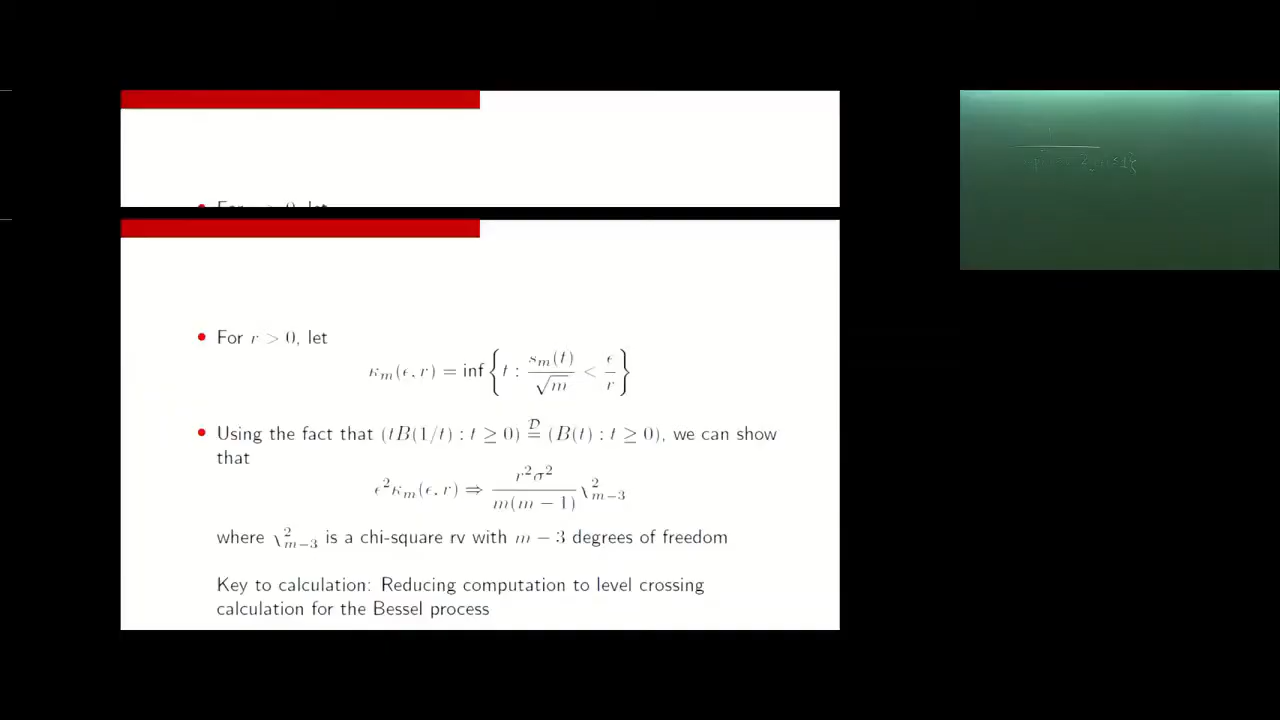 For r > 0, let
κ_m(ϵ, r) = inf { t : s_m(t) / √m < ϵ / r }
Using the fact that (tB(1/t) : t ≥ 0) =^D (B(t) : t ≥ 0), we can show
that
ϵ²κ_m(ϵ, r) ⇒ r²σ² / m(m − 1) χ²_{m−3}
where χ²_{m−3} is a chi-square rv with m − 3 degrees of freedom
Key to calculation: Reducing computation to level crossing
calculation for the Bessel process